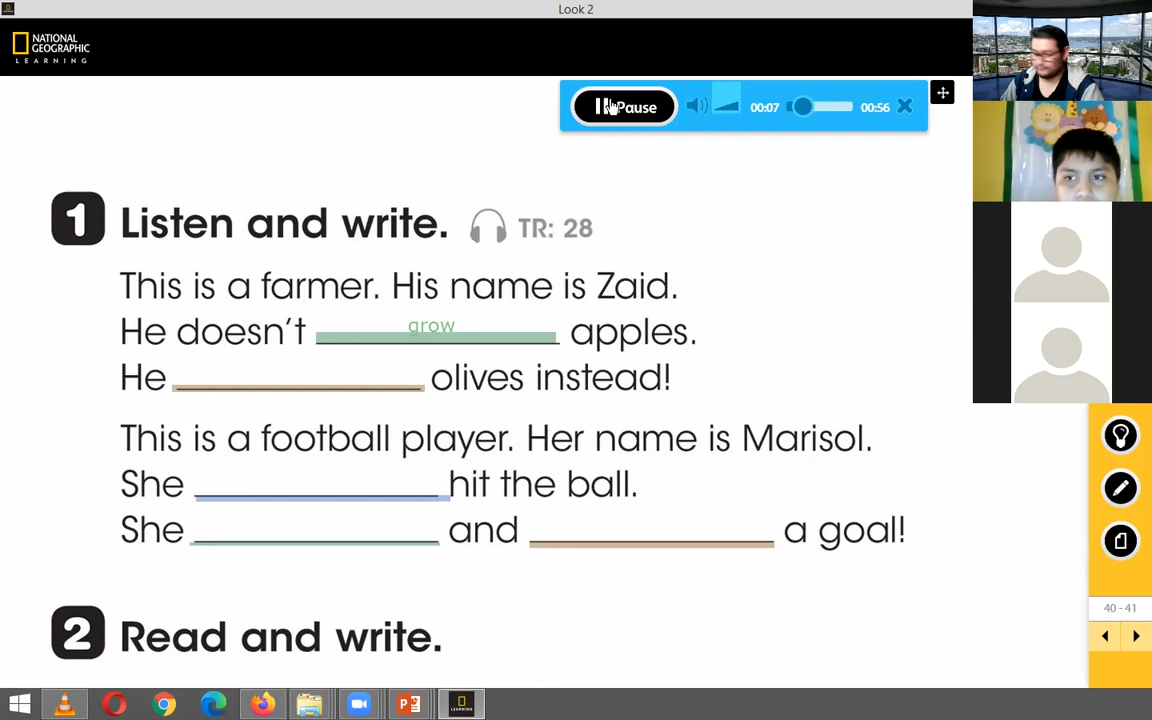 Look 2
NATIONAL
GEOGRAPHIC
LEARNING
Pause
00:07
00:56
1 Listen and write. TR: 28
This is a farmer. His name is Zaid.
He doesn't grow apples.
He olives instead!
This is a football player. Her name is Marisol.
She hit the ball.
She and a goal!
2 Read and write.
40 - 41
LEARNING